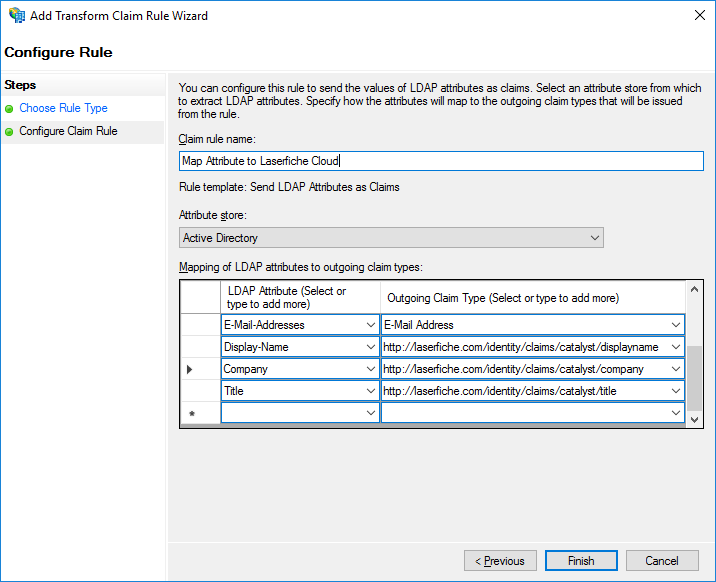 Add Transform Claim Rule Wizard
Configure Rule
Steps
Choose Rule Type
Configure Claim Rule
You can configure this rule to send the values of LDAP attributes as claims. Select an attribute store from which
to extract LDAP attributes. Specify how the attributes will map to the outgoing claim types that will be issued
from the rule.
Claim rule name:
Map Attribute to Laserfiche Cloud
Rule template: Send LDAP Attributes as Claims
Attribute store:
Active Directory
Mapping of LDAP attributes to outgoing claim types:
LDAP Attribute (Select or
type to add more)
Outgoing Claim Type (Select or type to add more)
E-Mail-Addresses E-Mail Address
Display-Name http://laserfiche.com/identity/claims/catalyst/displayname
Company http://laserfiche.com/identity/claims/catalyst/company
Title http://laserfiche.com/identity/claims/catalyst/title
*
< Previous Finish Cancel